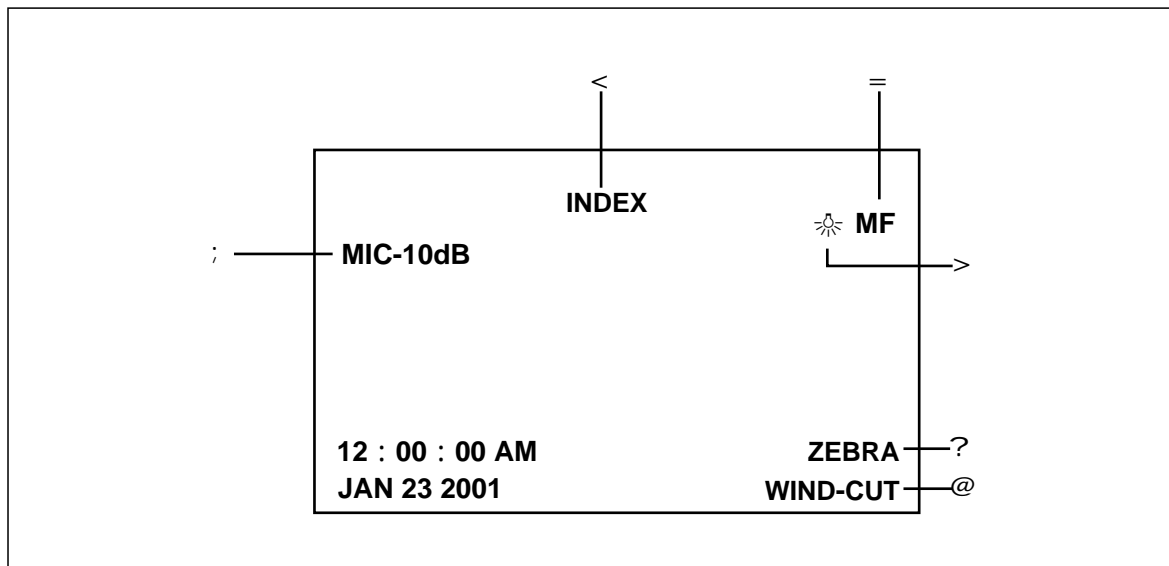 < =
INDEX
MF
; MIC-10dB
>
12 : 00 : 00 AM
ZEBRA ?
JAN 23 2001
WIND-CUT @